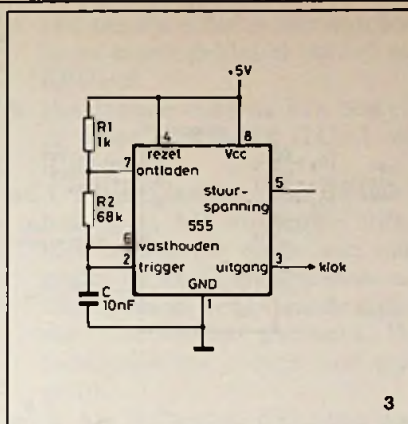 +5V
R1
1k
4
8
rezet
Vcc
7
ontladen
5
stuur-
spanning
R2
68k
555
6
vasthouden
2
trigger
uitgang
3
klok
GND
C
10nF
1
3